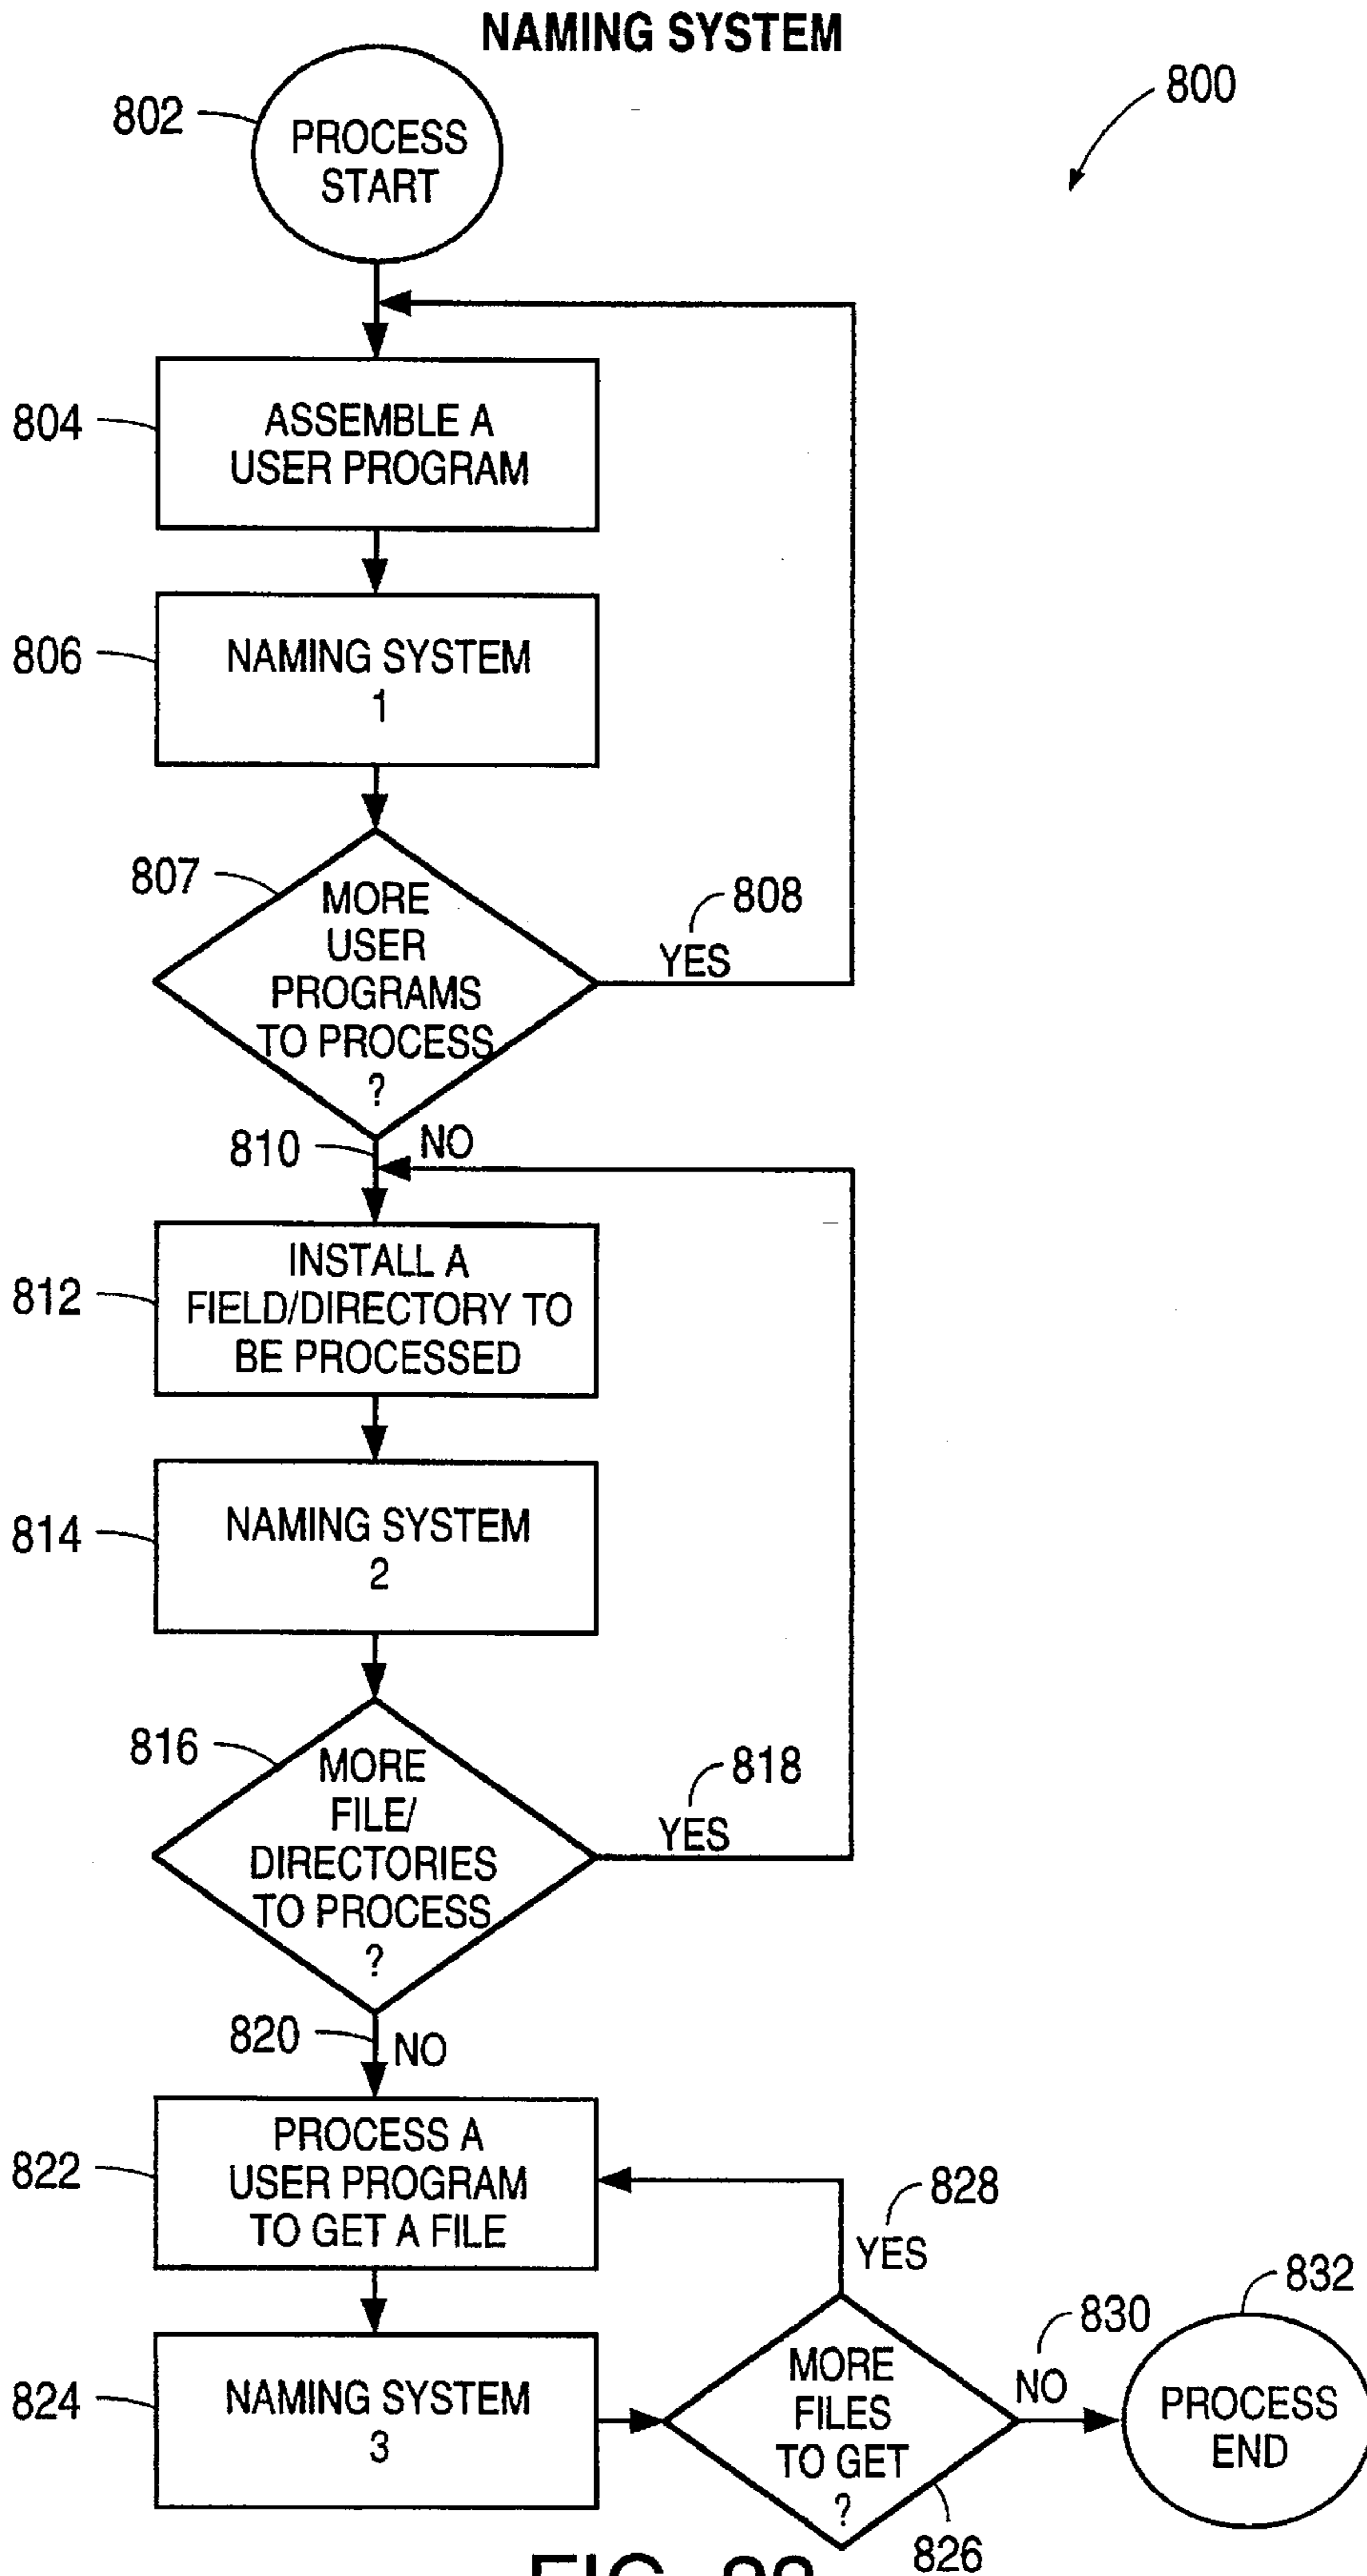 NAMING SYSTEM
800
802
PROCESS
START
804
ASSEMBLE A
USER PROGRAM
806
NAMING SYSTEM
1
807
MORE
USER
PROGRAMS
TO PROCESS
?
808
YES
810
NO
812
INSTALL A
FIELD/DIRECTORY TO
BE PROCESSED
814
NAMING SYSTEM
2
816
MORE
FILE/
DIRECTORIES
TO PROCESS
?
818
YES
820
NO
822
PROCESS A
USER PROGRAM
TO GET A FILE
828
YES
824
NAMING SYSTEM
3
MORE
FILES
TO GET
?
826
830
NO
832
PROCESS
END
FIG.